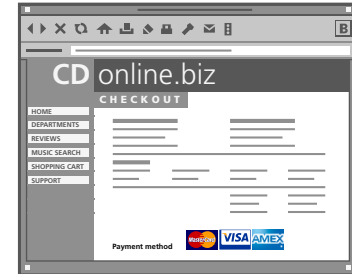 B
CD online.biz
CHECKOUT
HOME
DEPARTMENTS
REVIEWS
MUSIC SEARCH
SHOPPING CART
SUPPORT
Payment method MasterCard VISA AMEX